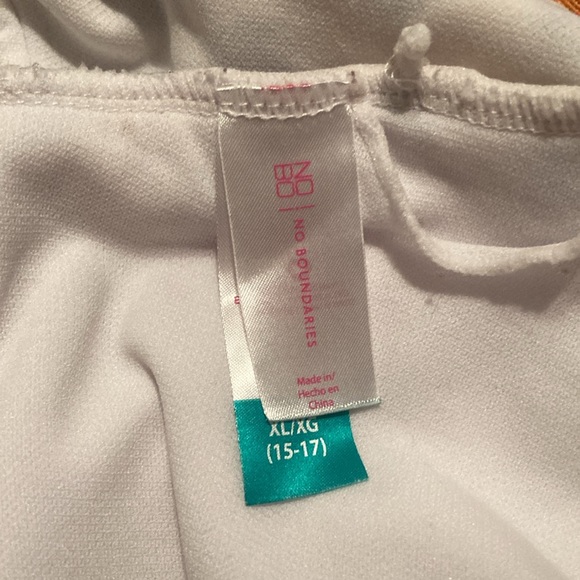 NO
BO
NO BOUNDARIES
Made in/
Hecho en
China
XL/XG
(15-17)